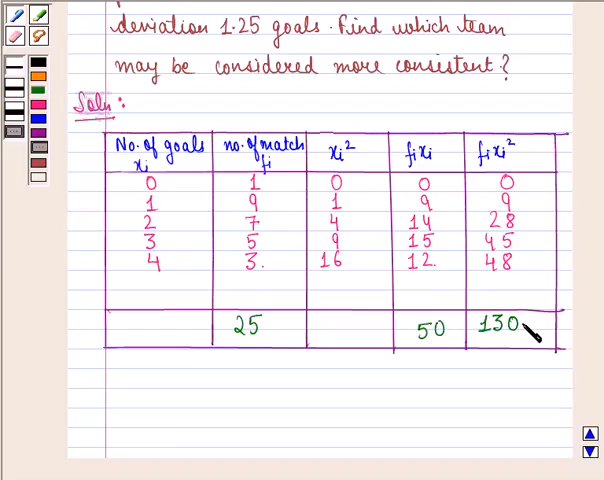 deviation 1.25 goals. Find which team
may be considered more consistent?
Soln:
No. of goals xi no. of match fi xi² fixi fixi²
0 1 0 0 0
1 9 1 9 9
2 7 4 14 28
3 5 9 15 45
4 3. 16 12. 48
25 50 130